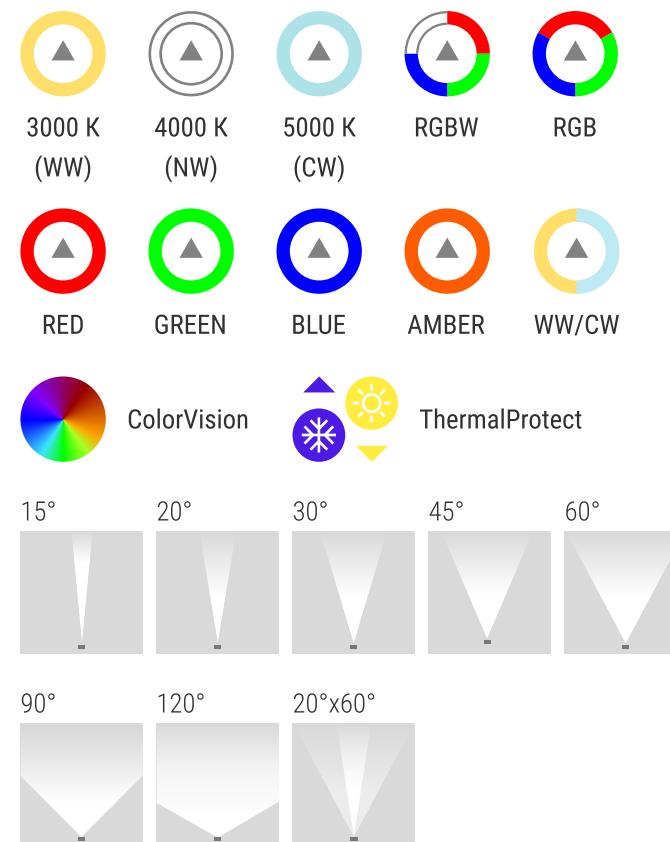 3000 K
(WW)
4000 K
(NW)
5000 K
(CW)
RGBW
RGB
RED
GREEN
BLUE
AMBER
WW/CW
ColorVision
ThermalProtect
15°
20°
30°
45°
60°
90°
120°
20°x60°